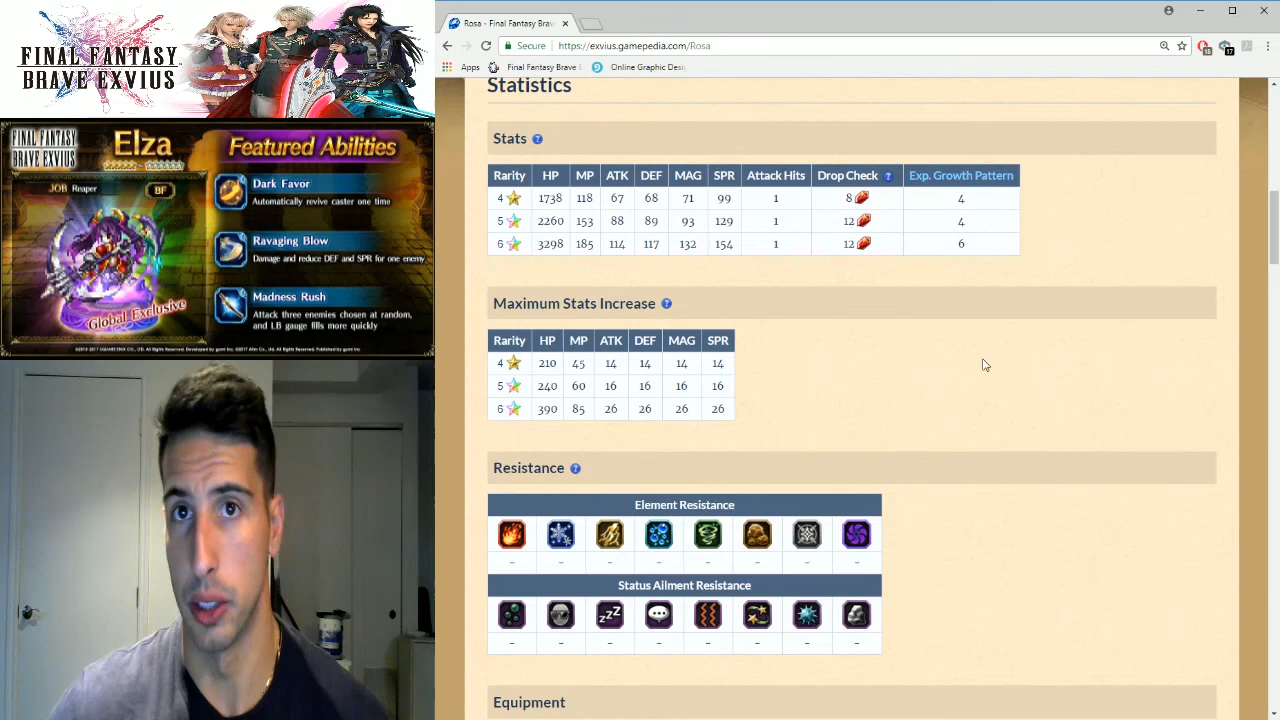 FINAL FANTASY
BRAVE EXVIUS
FINAL FANTASY
BRAVE EXVIUS
Elza
Featured Abilities
JOB Reaper
BF
Global Exclusive
Dark Favor
Automatically revive caster one time
Ravaging Blow
Damage and reduce DEF and SPR for one enemy
Madness Rush
Attack three enemies chosen at random,
and LB gauge fills more quickly
Rosa - Final Fantasy Brav
Secure
https://exvius.gamepedia.com/Rosa
18
17
Apps
Final Fantasy Brave E
Online Graphic Desi
Statistics
Stats ?
Rarity HP MP ATK DEF MAG SPR Attack Hits Drop Check ? Exp. Growth Pattern
4 1738 118 67 68 71 99 1 8 4
5 2260 153 88 89 93 129 1 12 4
6 3298 185 114 117 132 154 1 12 6
Maximum Stats Increase ?
Rarity HP MP ATK DEF MAG SPR
4 210 45 14 14 14 14
5 240 60 16 16 16 16
6 390 85 26 26 26 26
Resistance ?
Element Resistance
– – – – – – – –
Status Ailment Resistance
zzZ
– – – – – – – –
Equipment